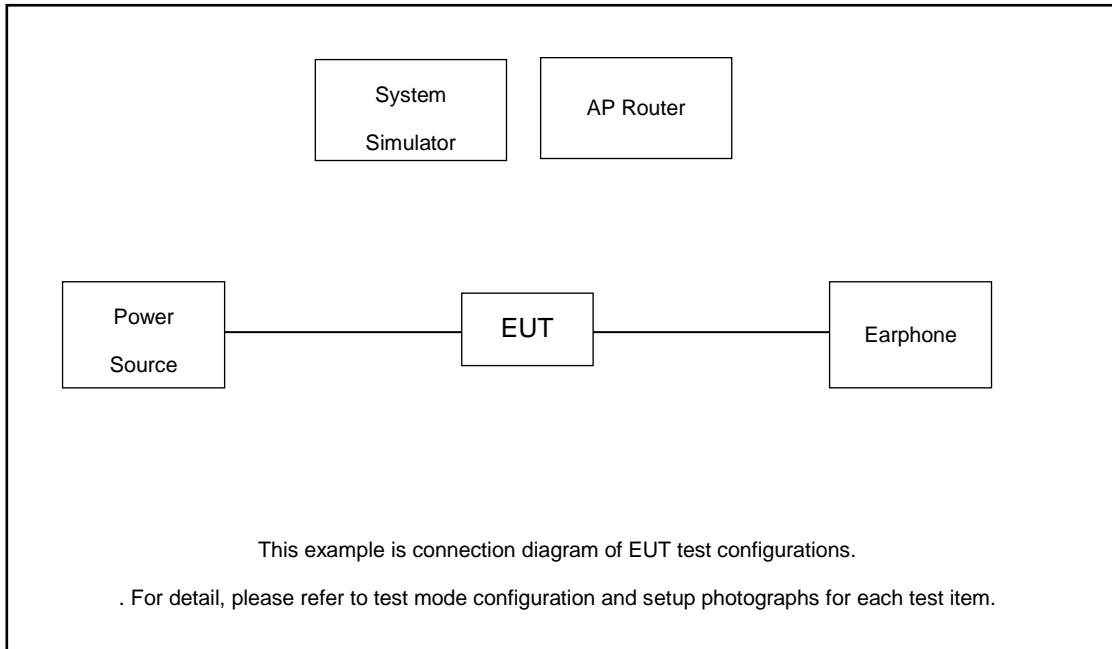 System
Simulator
AP Router
Power
Source
EUT
Earphone
This example is connection diagram of EUT test configurations.
. For detail, please refer to test mode configuration and setup photographs for each test item.